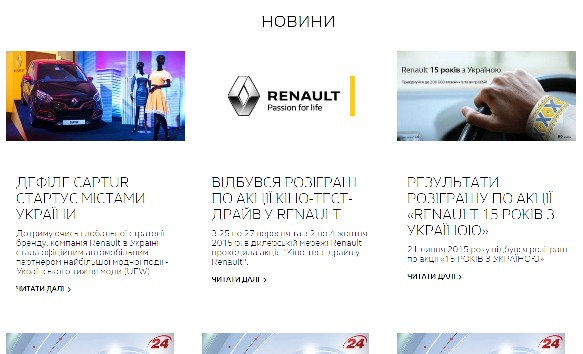 НОВИНИ
RENAULT
Passion for life
Renault 15 років з Україною
ДЕФІЛЕ CAPTUR
СТАРТУЄ МІСТАМИ
УКРАЇНИ
Дотримуючись глобальної стратегії
бренду, компанія Renault в Україні
стала офіційним автомобільним
партнером найбільшої модної події -
Українського тижня моди (UFW)
ЧИТАТИ ДАЛІ >
ВІДБУВСЯ РОЗІГРАШ
ПО АКЦІЇ КІНО-ТЕСТ-
ДРАЙВ У RENAULT
З 25 по 27 вересня та з 2 по 4 жовтня
2015 р. в дилерській мережі Renault
проходила акція "Кіно-тест-драйв у
Renault".
ЧИТАТИ ДАЛІ >
РЕЗУЛЬТАТИ
РОЗІГРАШУ ПО АКЦІЇ
«RENAULT 15 РОКІВ З
УКРАЇНОЮ»
21 липня 2015 року відбувся розіграш
по акції «15 РОКІВ З УКРАЇНОЮ»
ЧИТАТИ ДАЛІ >
24
24
24